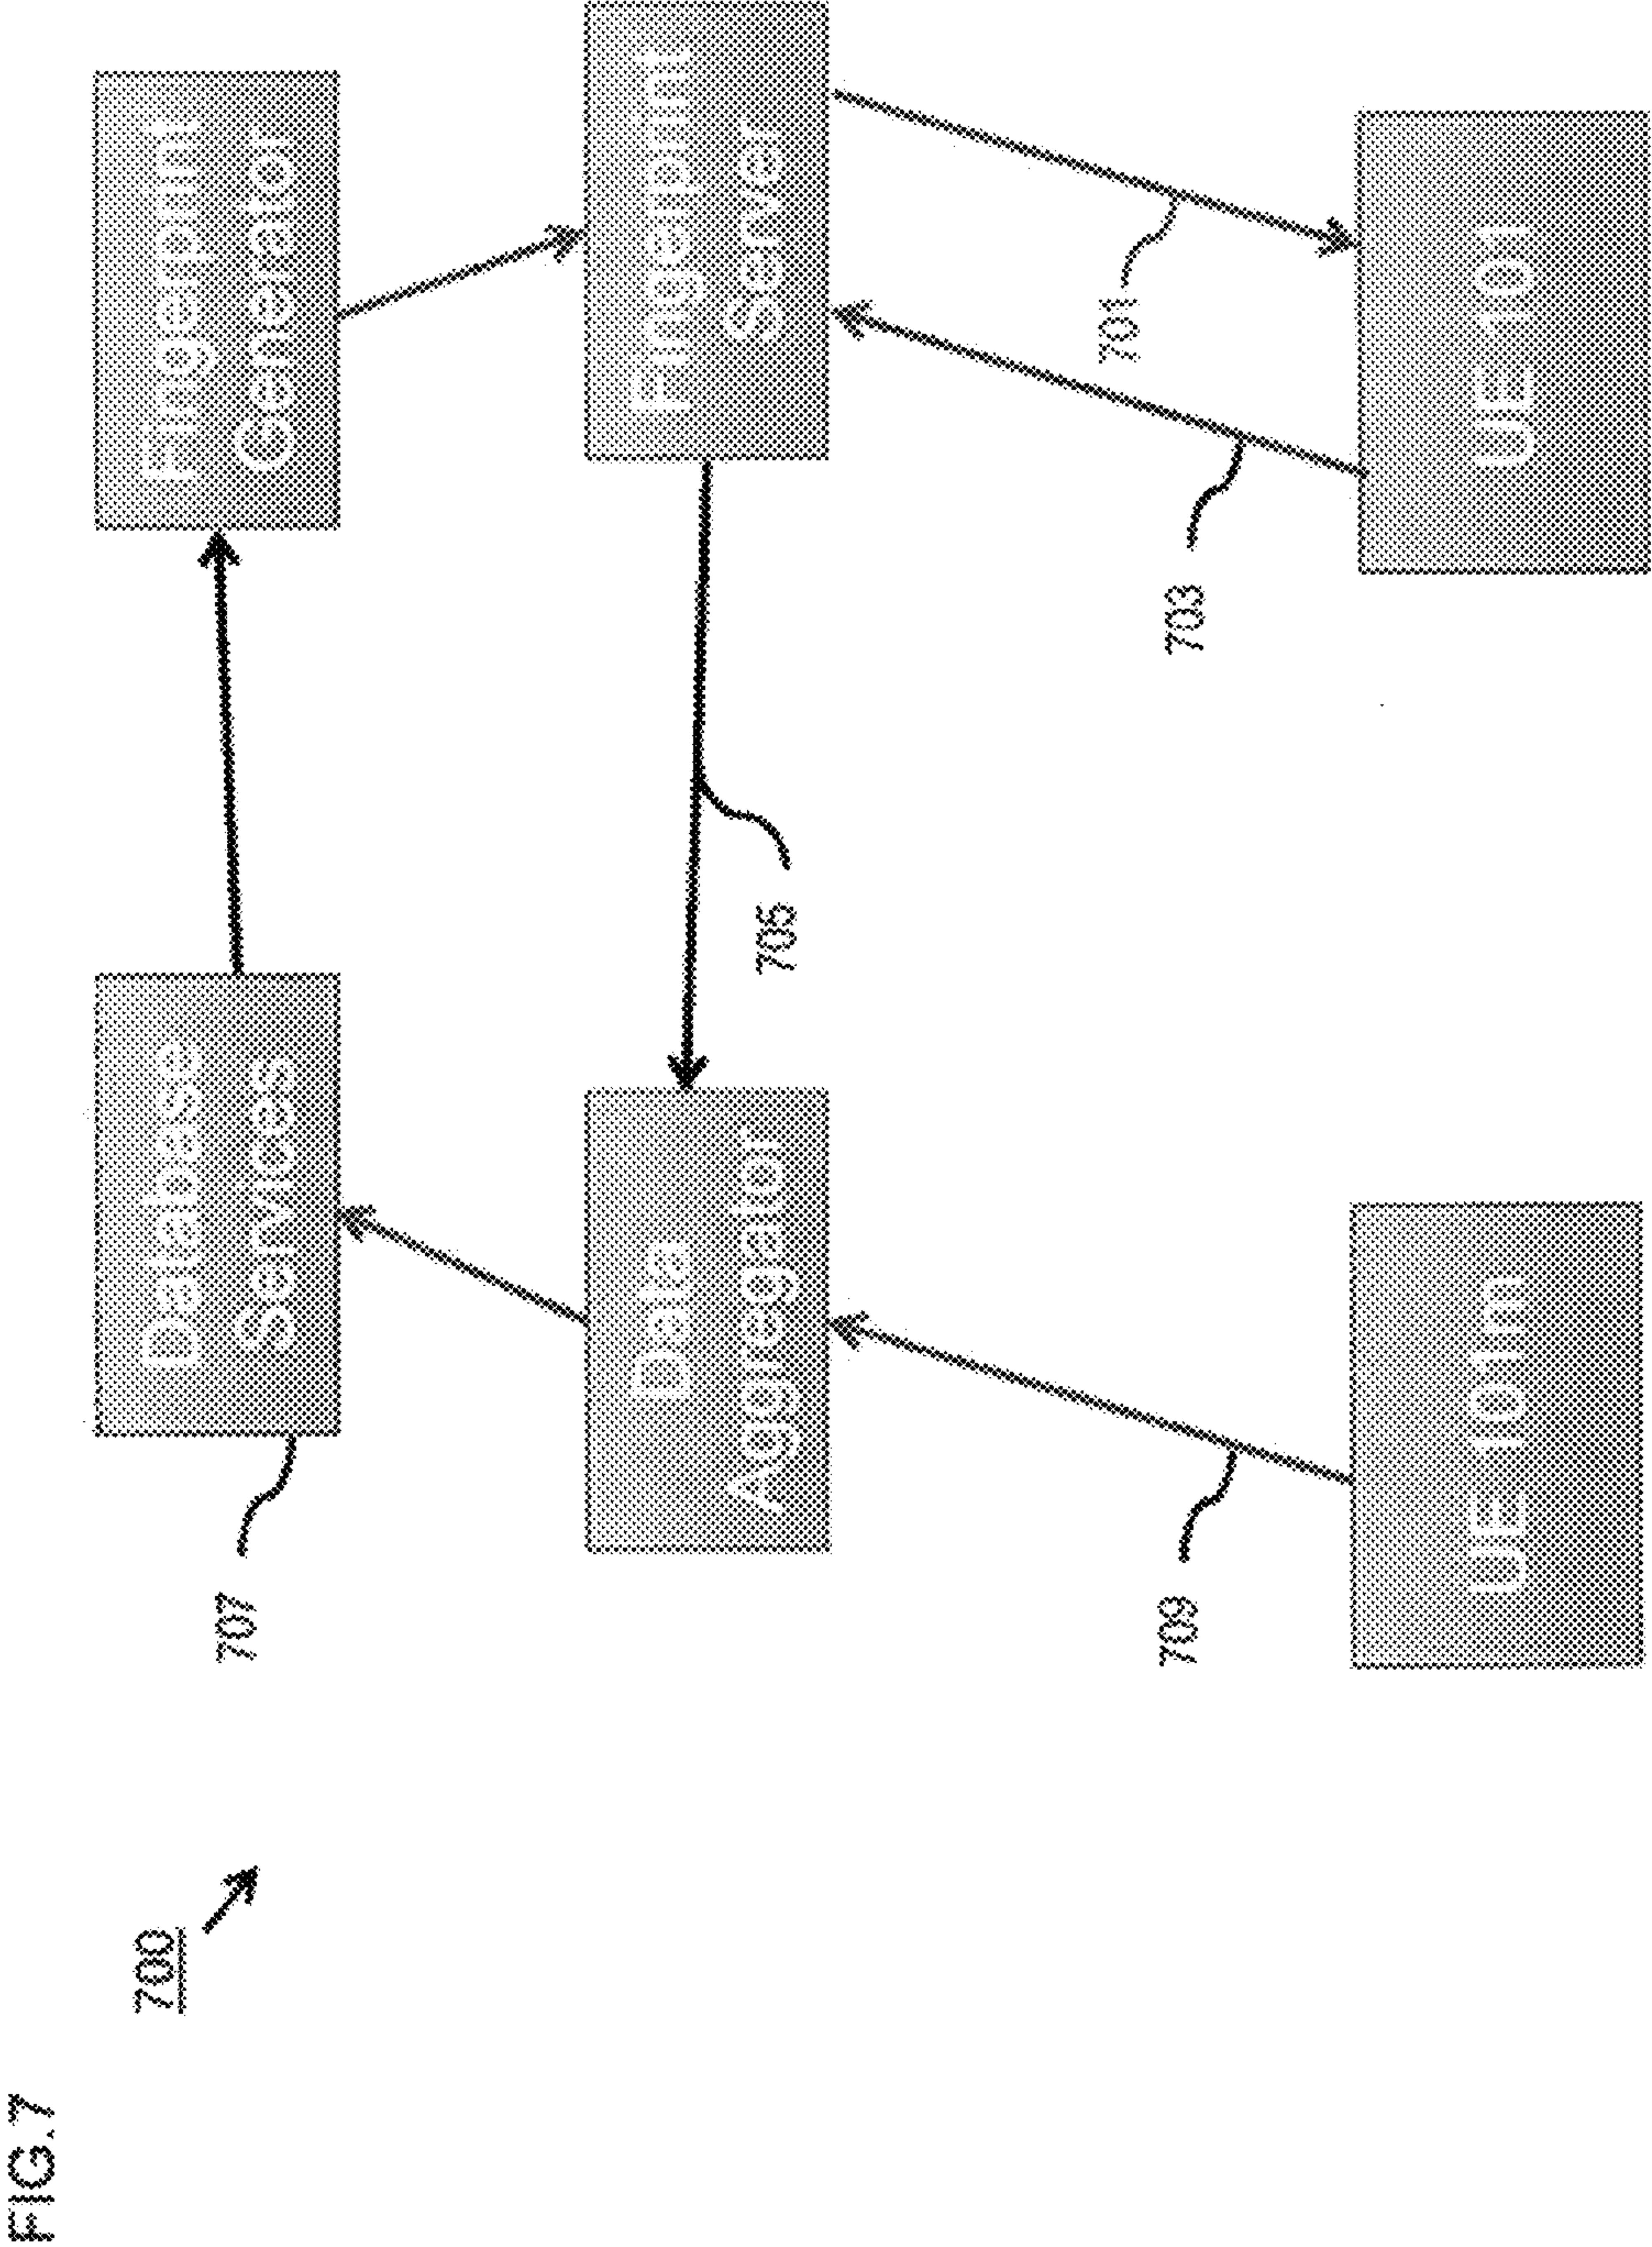 FIG.7
700
707
Database
Services
Fingerprint
Generator
Data
Aggregator
705
Fingerprint
Server
709
703
701
UE 101m
UE 101